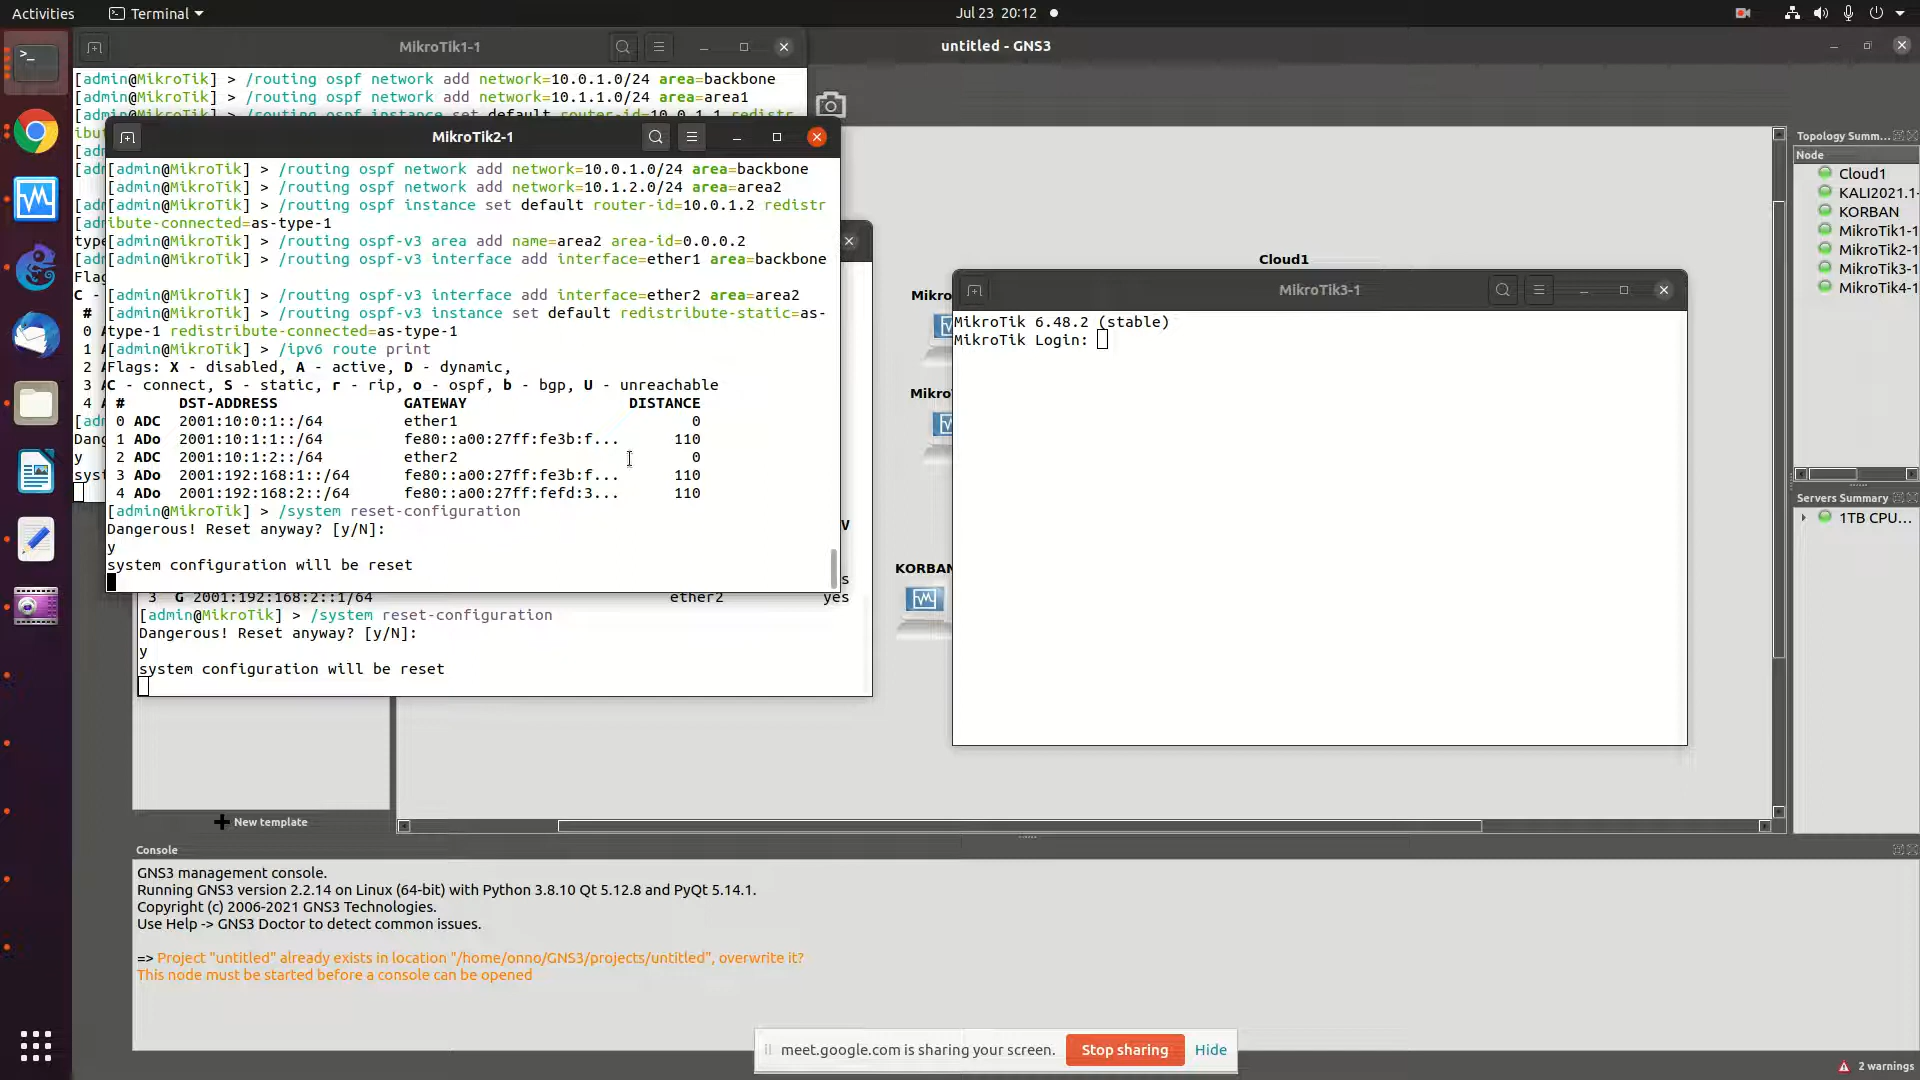 Activities
Terminal
Jul 23 20:12
MikroTik1-1
untitled - GNS3
[admin@MikroTik] > /routing ospf network add network=10.0.1.0/24 area=backbone
[admin@MikroTik] > /routing ospf network add network=10.1.1.0/24 area=area1
MikroTik2-1
[admin@MikroTik] > /routing ospf network add network=10.0.1.0/24 area=backbone
[admin@MikroTik] > /routing ospf network add network=10.1.2.0/24 area=area2
[admin@MikroTik] > /routing ospf instance set default router-id=10.0.1.2 redistr
ibute-connected=as-type-1
[admin@MikroTik] > /routing ospf-v3 area add name=area2 area-id=0.0.0.2
[admin@MikroTik] > /routing ospf-v3 interface add interface=ether1 area=backbone
[admin@MikroTik] > /routing ospf-v3 interface add interface=ether2 area=area2
[admin@MikroTik] > /routing ospf-v3 instance set default redistribute-static=as-
type-1 redistribute-connected=as-type-1
[admin@MikroTik] > /ipv6 route print
Flags: X - disabled, A - active, D - dynamic,
C - connect, S - static, r - rip, o - ospf, b - bgp, U - unreachable
# DST-ADDRESS GATEWAY DISTANCE
0 ADC 2001:10:0:1::/64 ether1 0
1 ADo 2001:10:1:1::/64 fe80::a00:27ff:fe3b:f... 110
2 ADC 2001:10:1:2::/64 ether2 0
3 ADo 2001:192:168:1::/64 fe80::a00:27ff:fe3b:f... 110
4 ADo 2001:192:168:2::/64 fe80::a00:27ff:fefd:3... 110
[admin@MikroTik] > /system reset-configuration
Dangerous! Reset anyway? [y/N]:
y
system configuration will be reset
3 G 2001:192:168:2::1/64 ether2 yes
[admin@MikroTik] > /system reset-configuration
Dangerous! Reset anyway? [y/N]:
y
system configuration will be reset
Cloud1
Mikro
Mikro
KORBAN
MikroTik3-1
MikroTik 6.48.2 (stable)
MikroTik Login:
Topology Summ...
Node
Cloud1
KALI2021.1-
KORBAN
MikroTik1-1
MikroTik2-1
MikroTik3-1
MikroTik4-1
Servers Summary
1TB CPU...
New template
Console
GNS3 management console.
Running GNS3 version 2.2.14 on Linux (64-bit) with Python 3.8.10 Qt 5.12.8 and PyQt 5.14.1.
Copyright (c) 2006-2021 GNS3 Technologies.
Use Help -> GNS3 Doctor to detect common issues.
=> Project "untitled" already exists in location "/home/onno/GNS3/projects/untitled", overwrite it?
This node must be started before a console can be opened
meet.google.com is sharing your screen.
Stop sharing
Hide
2 warnings